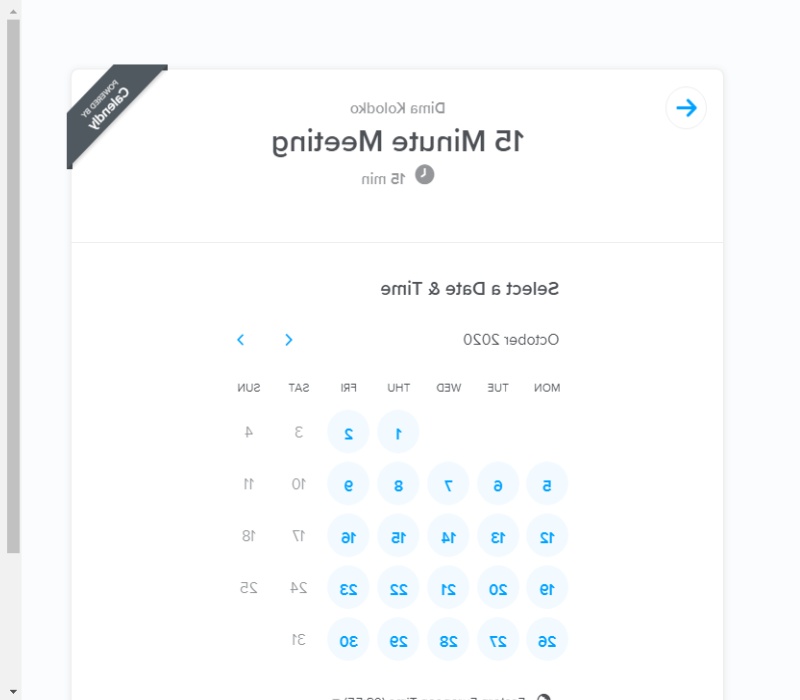 POWERED BY
Calendly
Dima Kolodko
15 Minute Meeting
15 min
Select a Date & Time
October 2020
MON TUE WED THU FRI SAT SUN
1 2 3 4
5 6 7 8 9 10 11
12 13 14 15 16 17 18
19 20 21 22 23 24 25
26 27 28 29 30 31